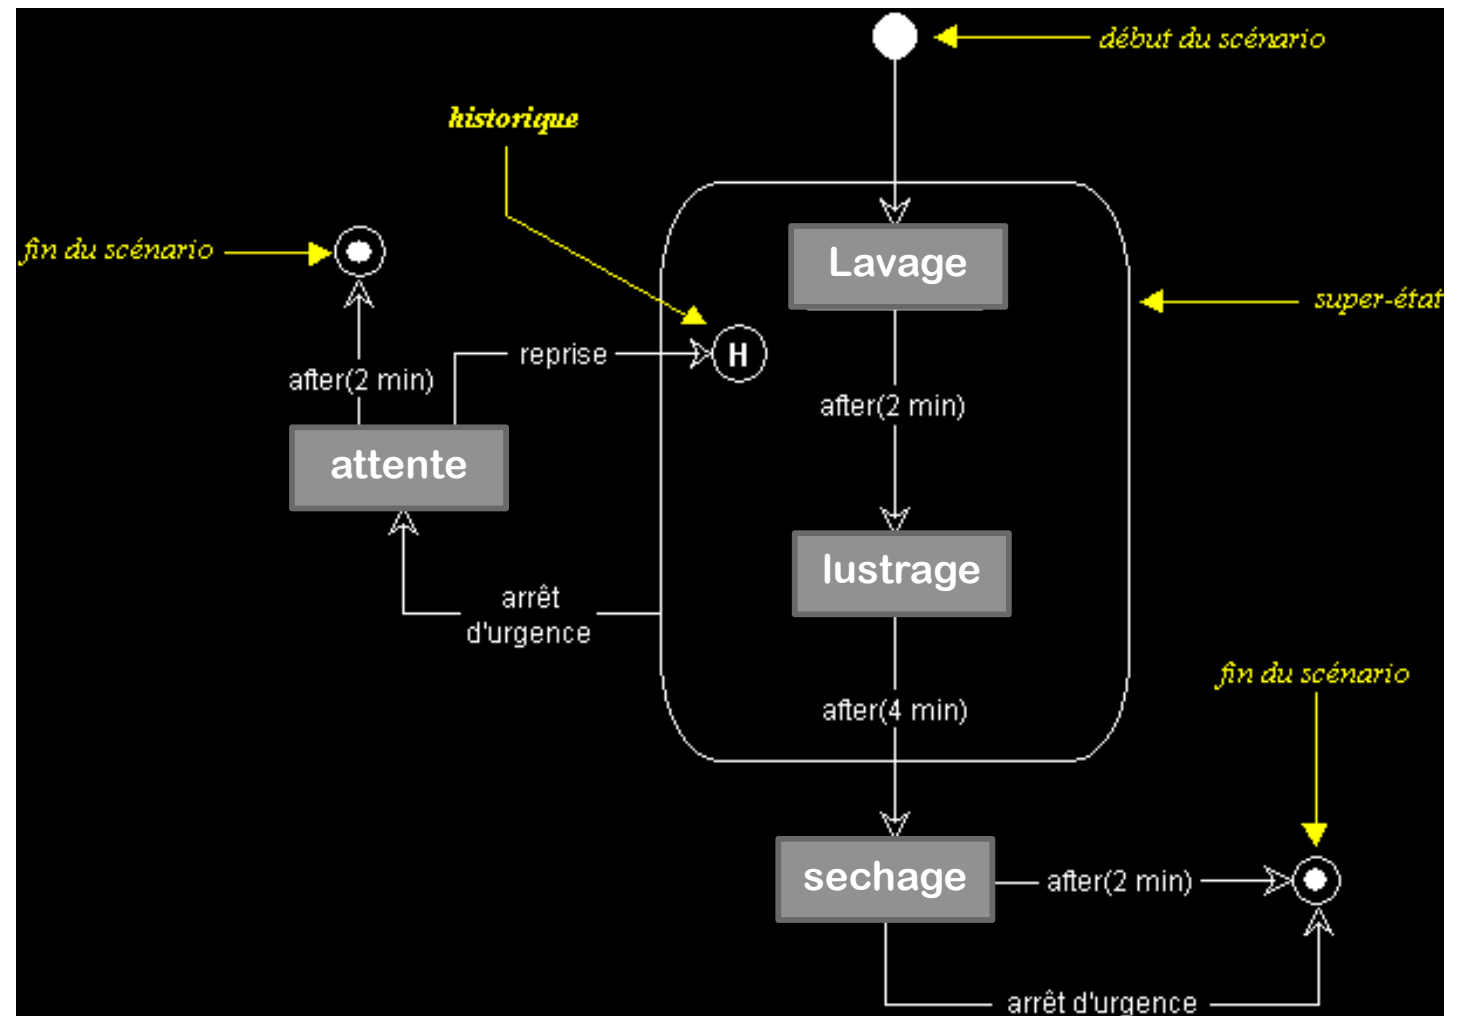 début du scénario
historique
Lavage
fin du scénario
super-état
reprise
H
after(2 min)
after(2 min)
attente
lustrage
arrêt
d'urgence
fin du scénario
after(4 min)
sechage
after(2 min)
arrêt d'urgence